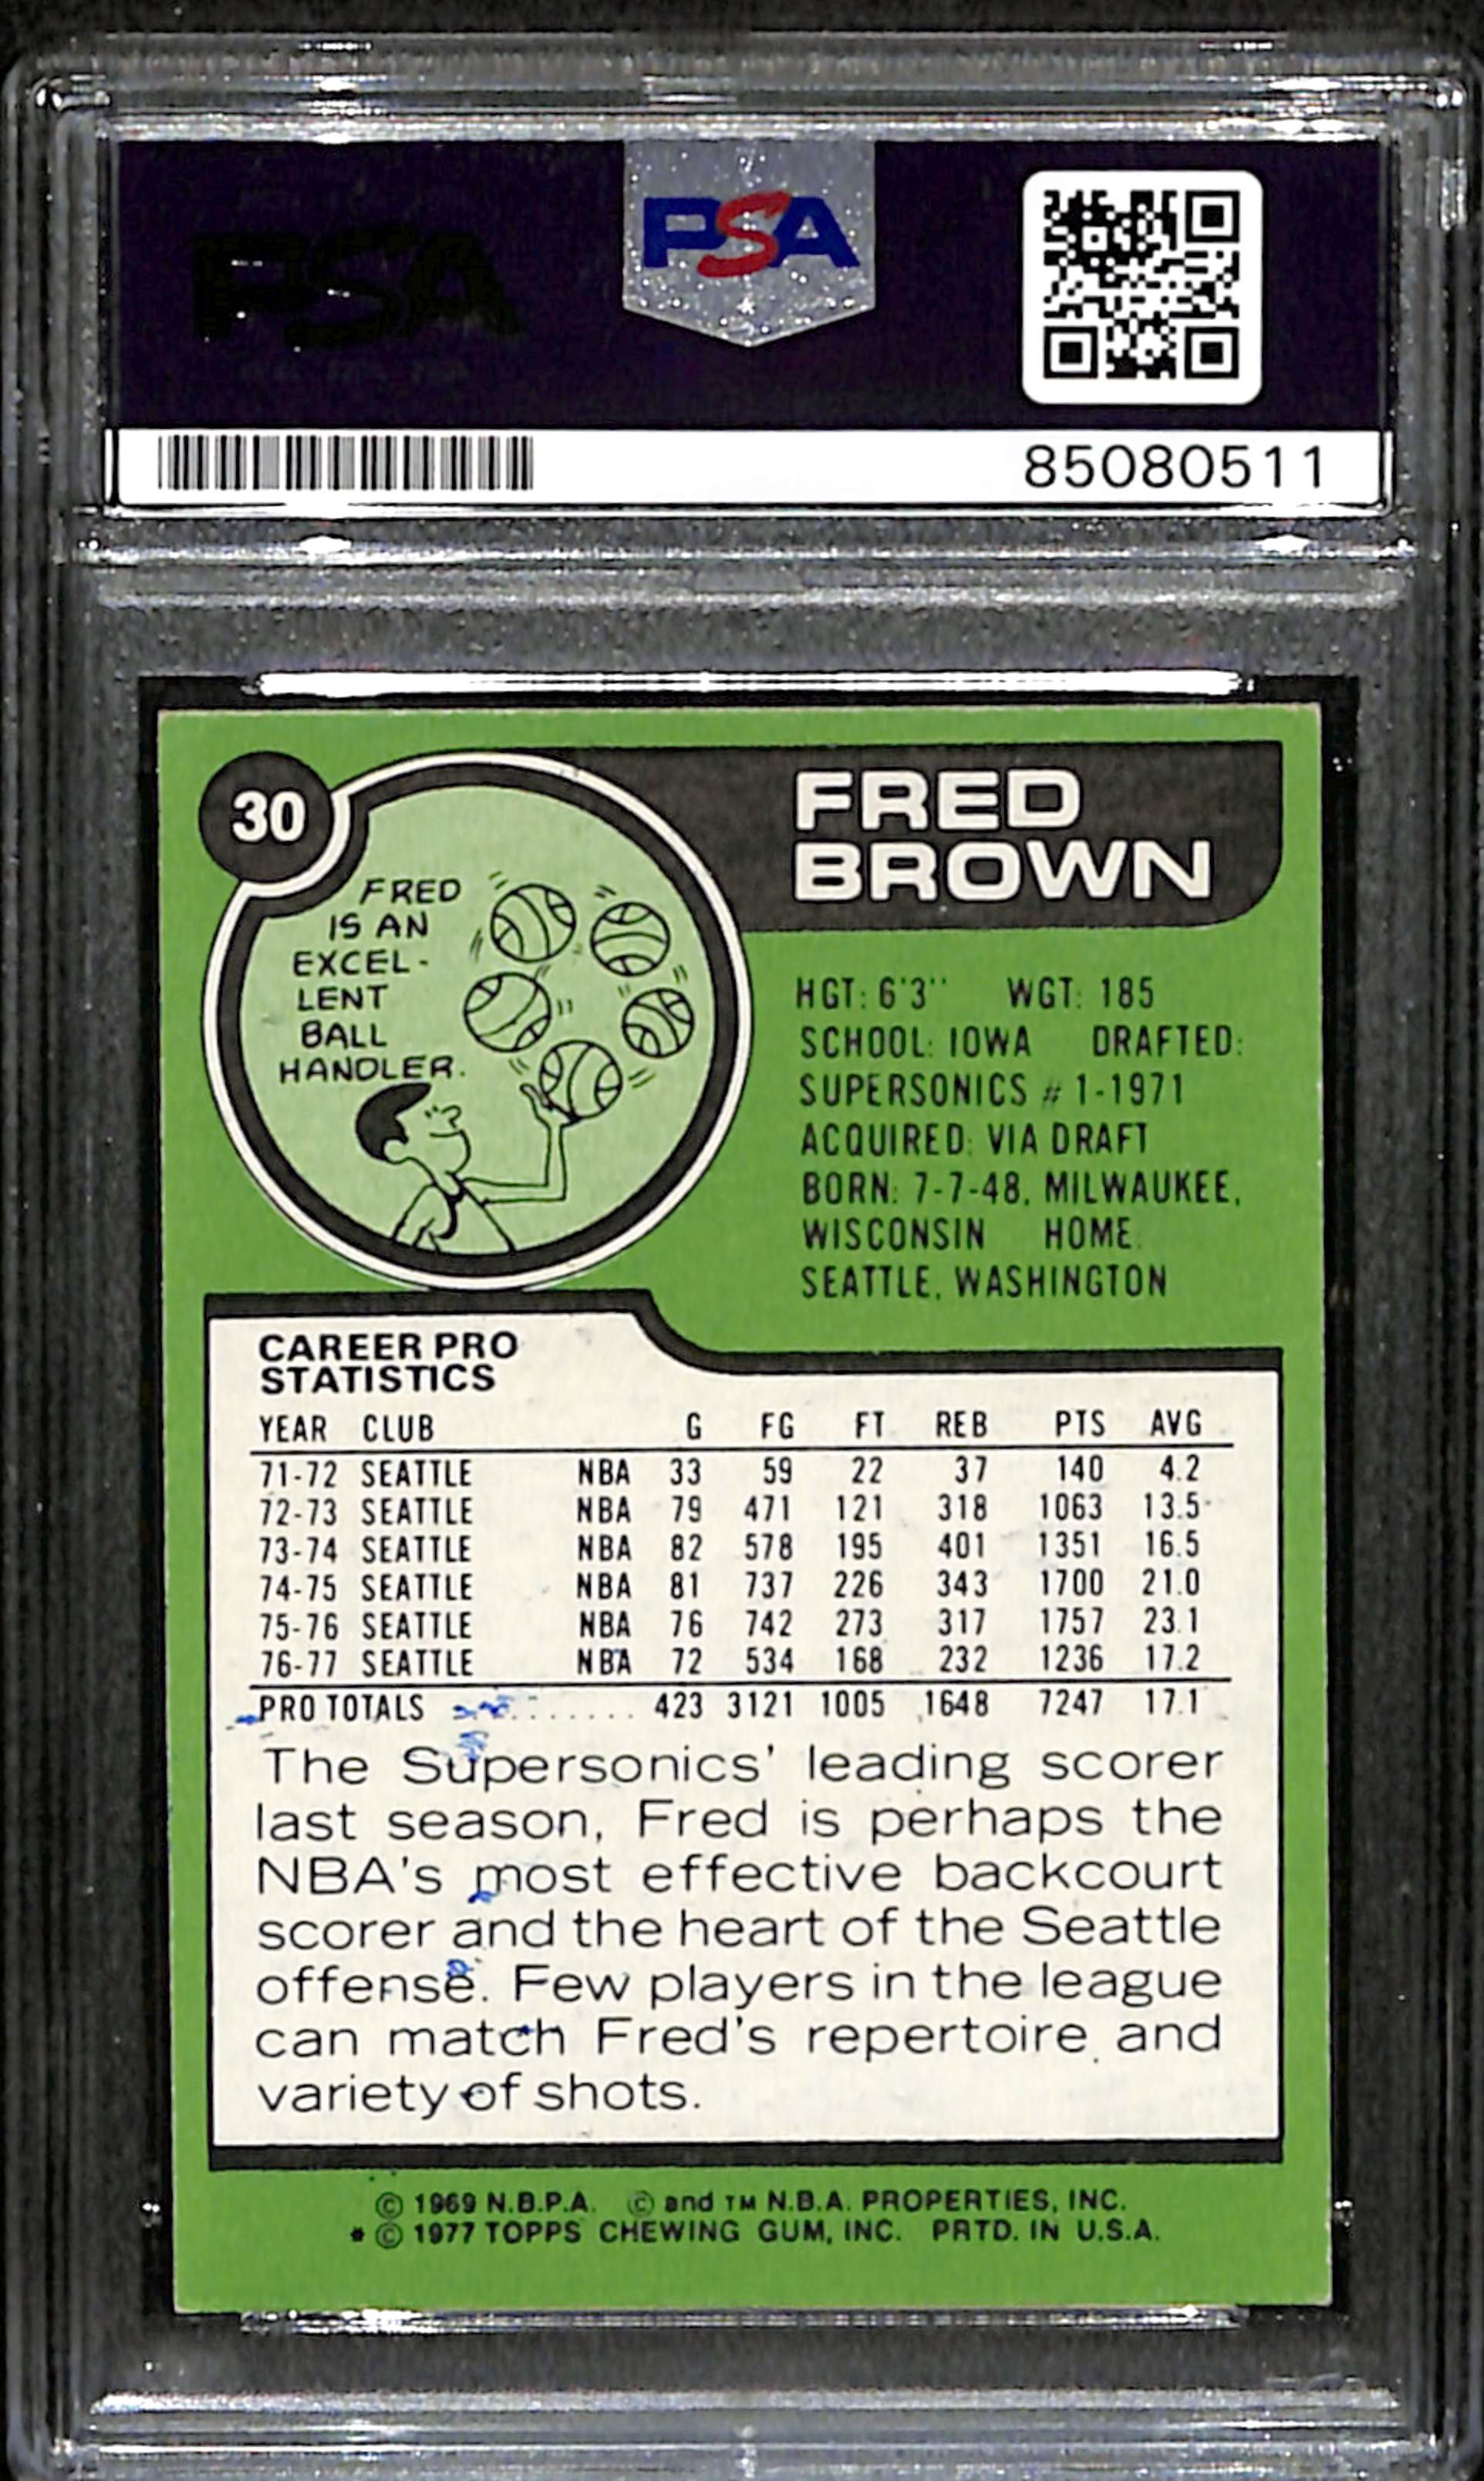 PSA
PSA
85080511
30
FRED
BROWN
FRED
IS AN
EXCEL-
LENT
BALL
HANDLER.
HGT: 6'3" WGT: 185
SCHOOL: IOWA DRAFTED:
SUPERSONICS # 1-1971
ACQUIRED: VIA DRAFT
BORN: 7-7-48, MILWAUKEE,
WISCONSIN HOME:
SEATTLE, WASHINGTON
CAREER PRO
STATISTICS
YEAR CLUB G FG FT REB PTS AVG
71-72 SEATTLE NBA 33 59 22 37 140 4.2
72-73 SEATTLE NBA 79 471 121 318 1063 13.5
73-74 SEATTLE NBA 82 578 195 401 1351 16.5
74-75 SEATTLE NBA 81 737 226 343 1700 21.0
75-76 SEATTLE NBA 76 742 273 317 1757 23.1
76-77 SEATTLE NBA 72 534 168 232 1236 17.2
PRO TOTALS ........ 423 3121 1005 1648 7247 17.1
The Supersonics' leading scorer
last season, Fred is perhaps the
NBA's most effective backcourt
scorer and the heart of the Seattle
offense. Few players in the league
can match Fred's repertoire and
variety of shots.
© 1969 N.B.P.A. © and TM N.B.A. PROPERTIES, INC.
* © 1977 TOPPS CHEWING GUM, INC. PRTD. IN U.S.A.